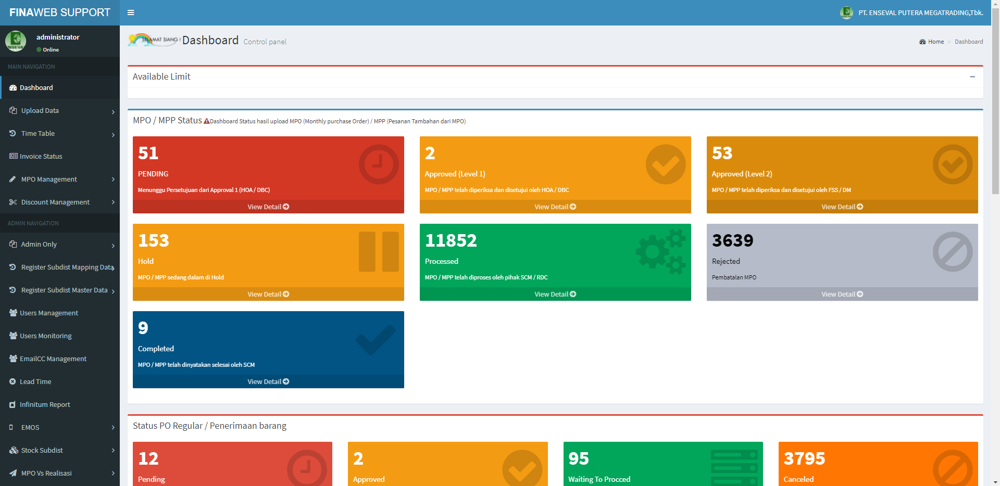 FINAWEB SUPPORT
PT. ENSEVAL PUTERA MEGATRADING,Tbk.
administrator
Online
SELAMAT SIANG !
Dashboard Control panel
Home > Dashboard
MAIN NAVIGATION
Dashboard
Upload Data
Time Table
Invoice Status
MPO Management
Discount Management
ADMIN NAVIGATION
Admin Only
Register Subdist Mapping Data
Register Subdist Master Data
Users Management
Users Monitoring
EmailCC Management
Lead Time
Infinitum Report
EMOS
Stock Subdist
MPO Vs Realisasi
Available Limit
MPO / MPP Status Dashboard Status hasil upload MPO (Monthly purchase Order) / MPP (Pesanan Tambahan dari MPO)
51
PENDING
Menunggu Persetujuan dari Approval 1 (HOA / DBC)
View Detail
2
Approved (Level 1)
MPO / MPP telah diperiksa dan disetujui oleh HOA / DBC
View Detail
53
Approved (Level 2)
MPO / MPP telah diperiksa dan disetujui oleh FSS / DM
View Detail
153
Hold
MPO / MPP sedang dalam di Hold
View Detail
11852
Processed
MPO / MPP telah diproses oleh pihak SCM / RDC
View Detail
3639
Rejected
Pembatalan MPO
View Detail
9
Completed
MPO / MPP telah dinyatakan selesai oleh SCM
View Detail
Status PO Regular / Penerimaan barang
12
Pending
2
Approved
95
Waiting To Procced
3795
Canceled